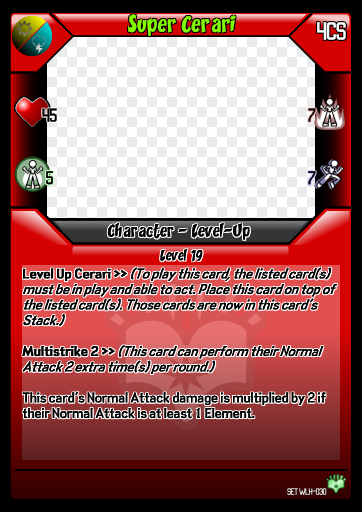 Super Cerari
4CS
45
7
5
7
Character - Level-Up
Level 19
Level Up Cerari >> (To play this card, the listed card(s)
must be in play and able to act. Place this card on top of
the listed card(s). Those cards are now in this card's
Stack.)
Multistrike 2 >> (This card can perform their Normal
Attack 2 extra time(s) per round.)
This card's Normal Attack damage is multiplied by 2 if
their Normal Attack is at least 1 Element.
SET WLH-030